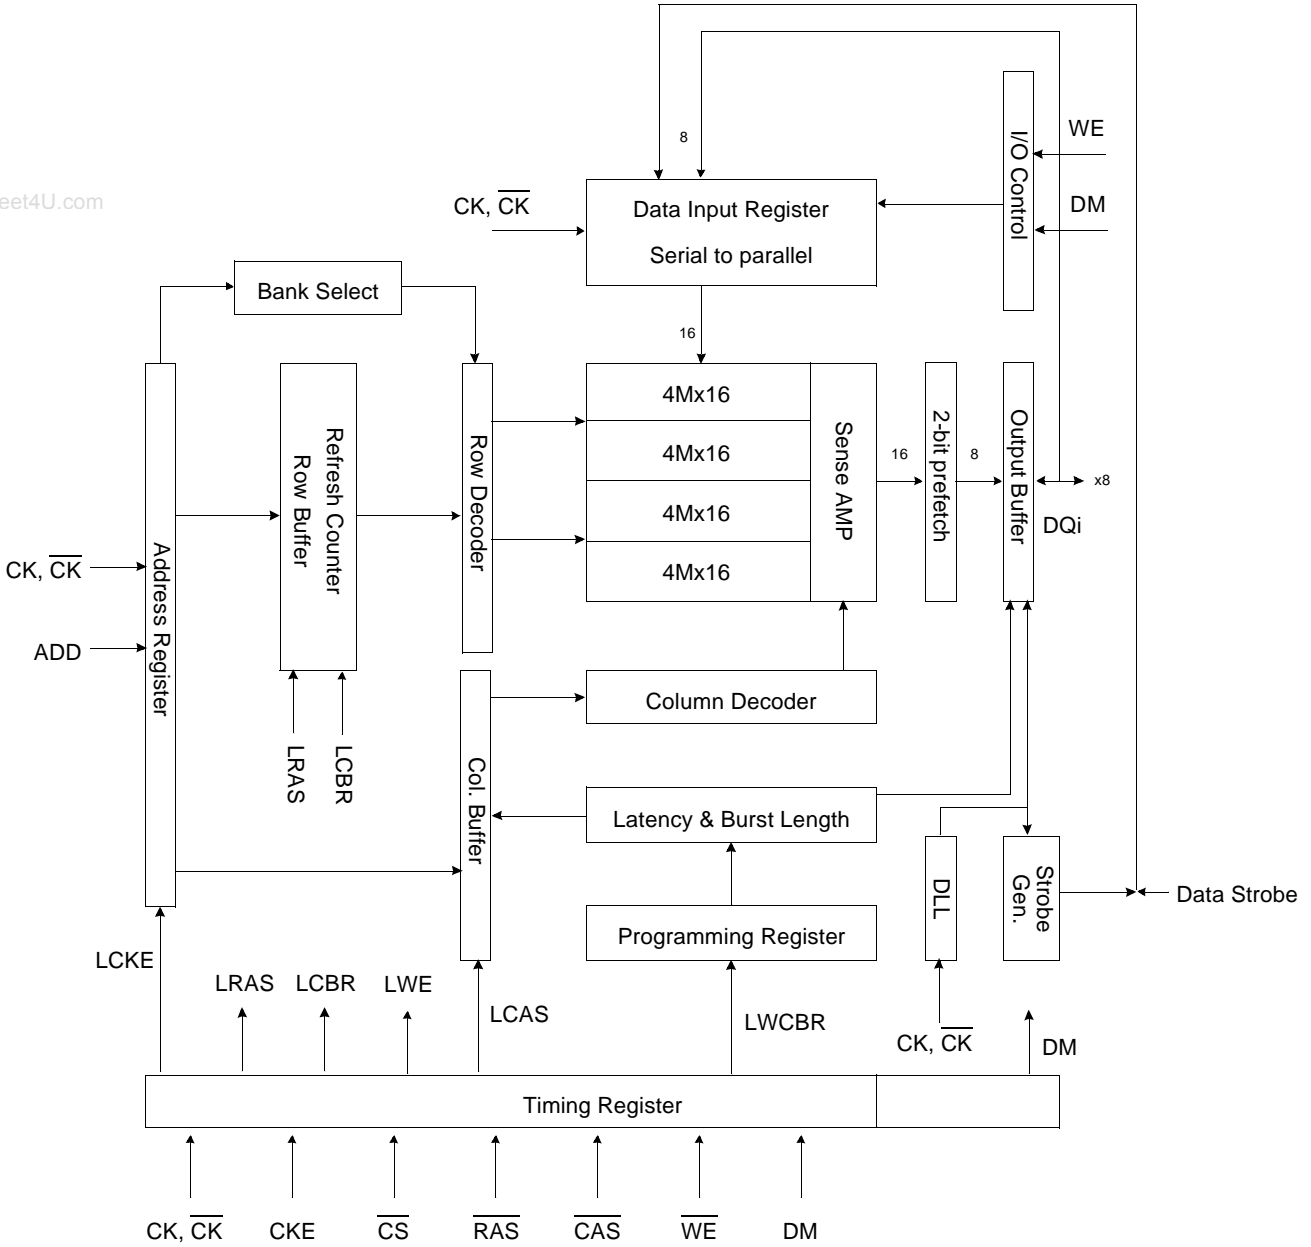 8
WE
I/O Control
DM
eet4U.com
CK, CK
Data Input Register
Serial to parallel
Bank Select
16
4Mx16
4Mx16
4Mx16
4Mx16
Sense AMP
16
2-bit prefetch
8
Output Buffer
x8
DQi
Refresh Counter
Row Buffer
Row Decoder
CK, CK
ADD
Address Register
Column Decoder
LRAS
LCBR
Col. Buffer
Latency & Burst Length
DLL
Strobe
Gen.
Data Strobe
Programming Register
LCKE
LRAS
LCBR
LWE
LCAS
LWCBR
CK, CK
DM
Timing Register
CK, CK
CKE
CS
RAS
CAS
WE
DM